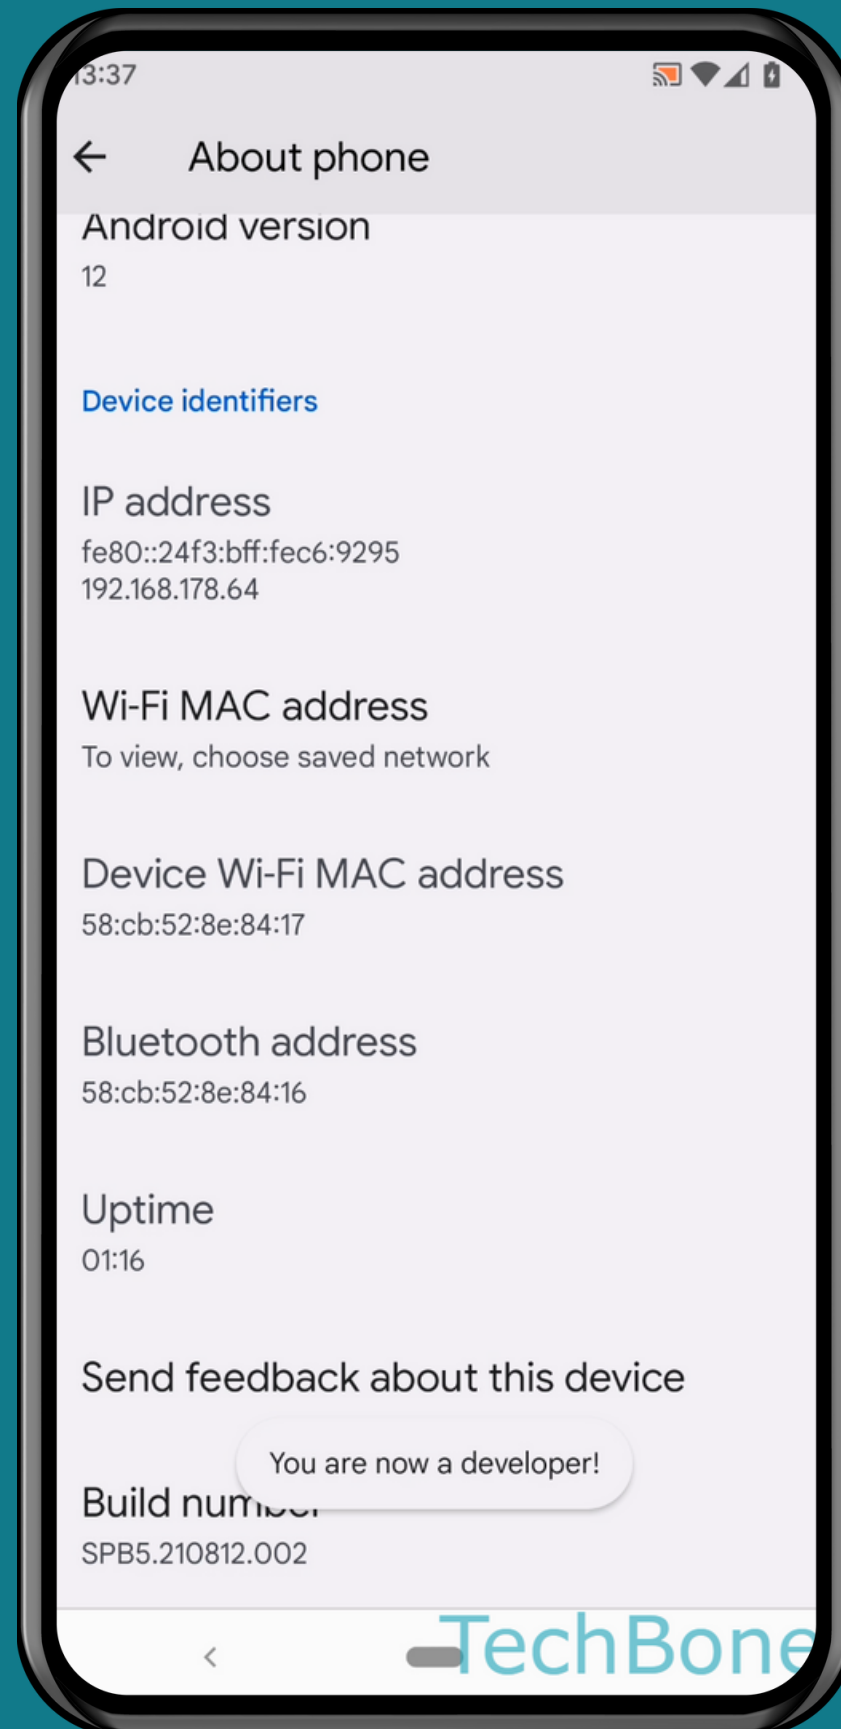 13:37
About phone
Android version
12
Device identifiers
IP address
fe80::24f3:bff:fec6:9295
192.168.178.64
Wi-Fi MAC address
To view, choose saved network
Device Wi-Fi MAC address
58:cb:52:8e:84:17
Bluetooth address
58:cb:52:8e:84:16
Uptime
01:16
Send feedback about this device
You are now a developer!
Build number
SPB5.210812.002
TechBone